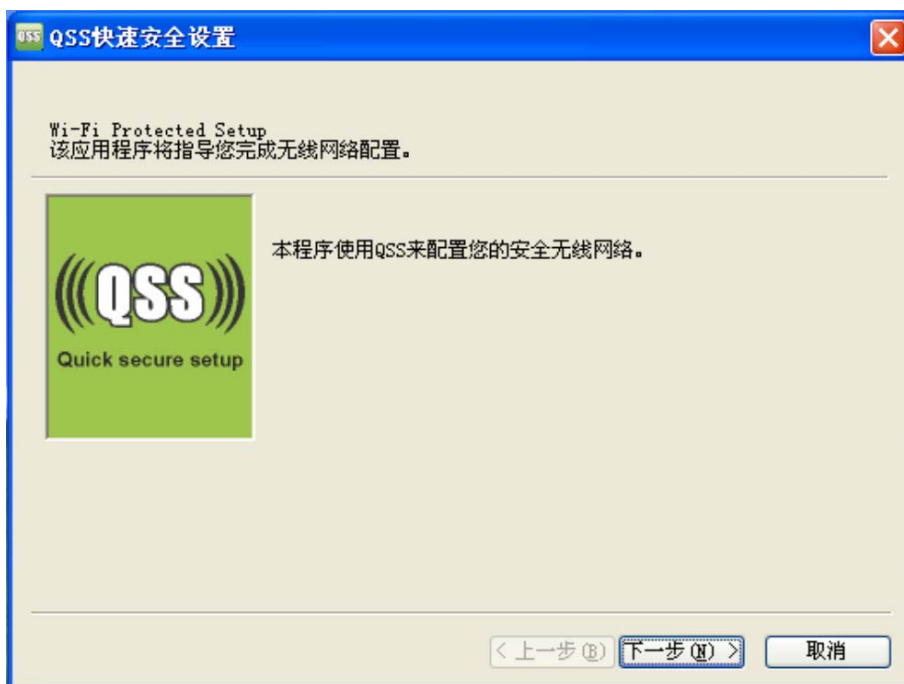 QSS QSS快速安全设置
Wi-Fi Protected Setup
该应用程序将指导您完成无线网络配置。
本程序使用QSS来配置您的安全无线网络。
(((QSS)))
Quick secure setup
< 上一步(B) 下一步(N) > 取消